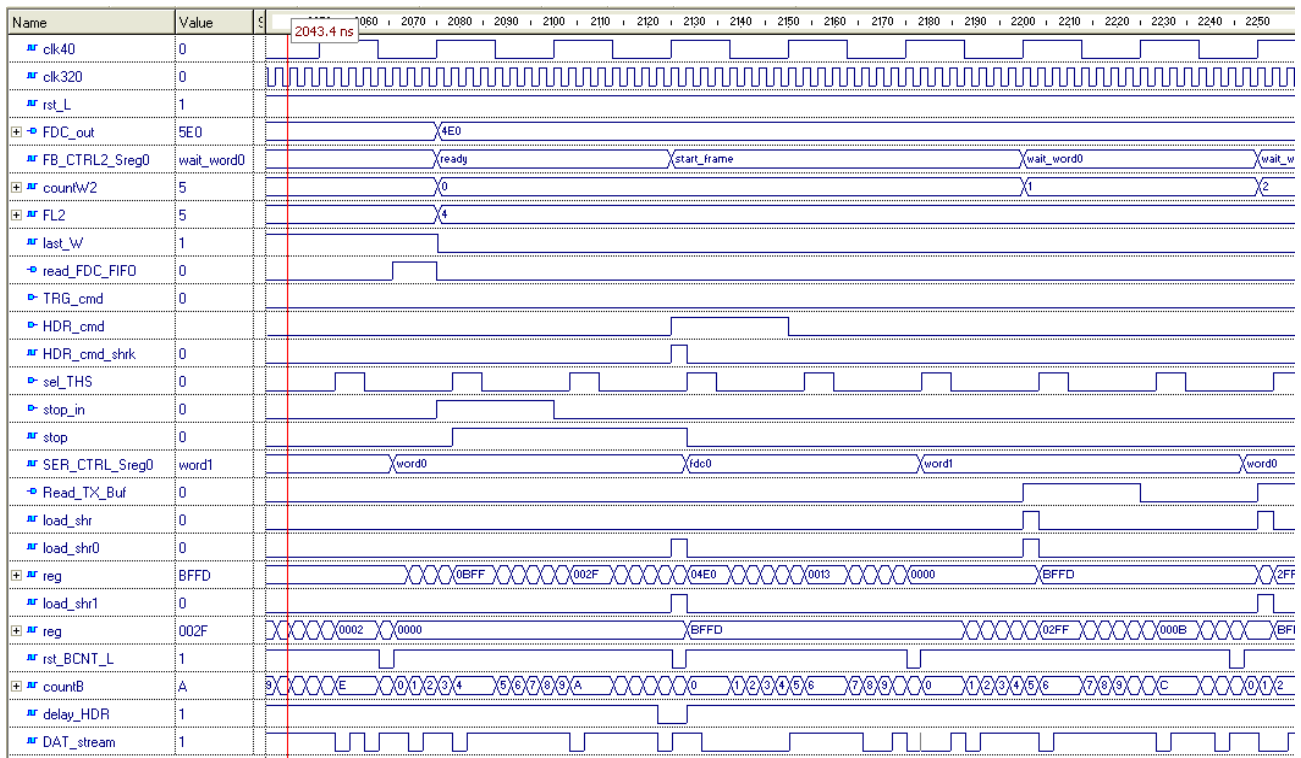 Name Value S 2060 2070 2080 2090 2100 2110 2120 2130 2140 2150 2160 2170 2180 2190 2200 2210 2220 2230 2240 2250
2043.4 ns
clk40 0
clk320 0
rst_L 1
FDC_out 5E0 4E0
FB_CTRL2_Sreg0 wait_word0 ready start_frame wait_word0 wait_w
countW2 5 0 1 2
FL2 5 4
last_W 1
read_FDC_FIFO 0
TRG_cmd 0
HDR_cmd
HDR_cmd_shrk 0
sel_THS 0
stop_in 0
stop 0
SER_CTRL_Sreg0 word1 word0 fdc0 word1 word0
Read_TX_Buf 0
load_shr 0
load_shr0 0
reg BFFD 0BFF 002F 04E0 0013 0000 BFFD 2FF
load_shr1 0
reg 002F 0002 0000 BFFD 02FF 000B BF
rst_BCNT_L 1
countB A 9 E 0 1 2 3 4 5 6 7 8 9 A 0 1 2 3 4 5 6 7 8 9 0 1 2 3 4 5 6 7 8 9 C 0 1 2
delay_HDR 1
DAT_stream 1